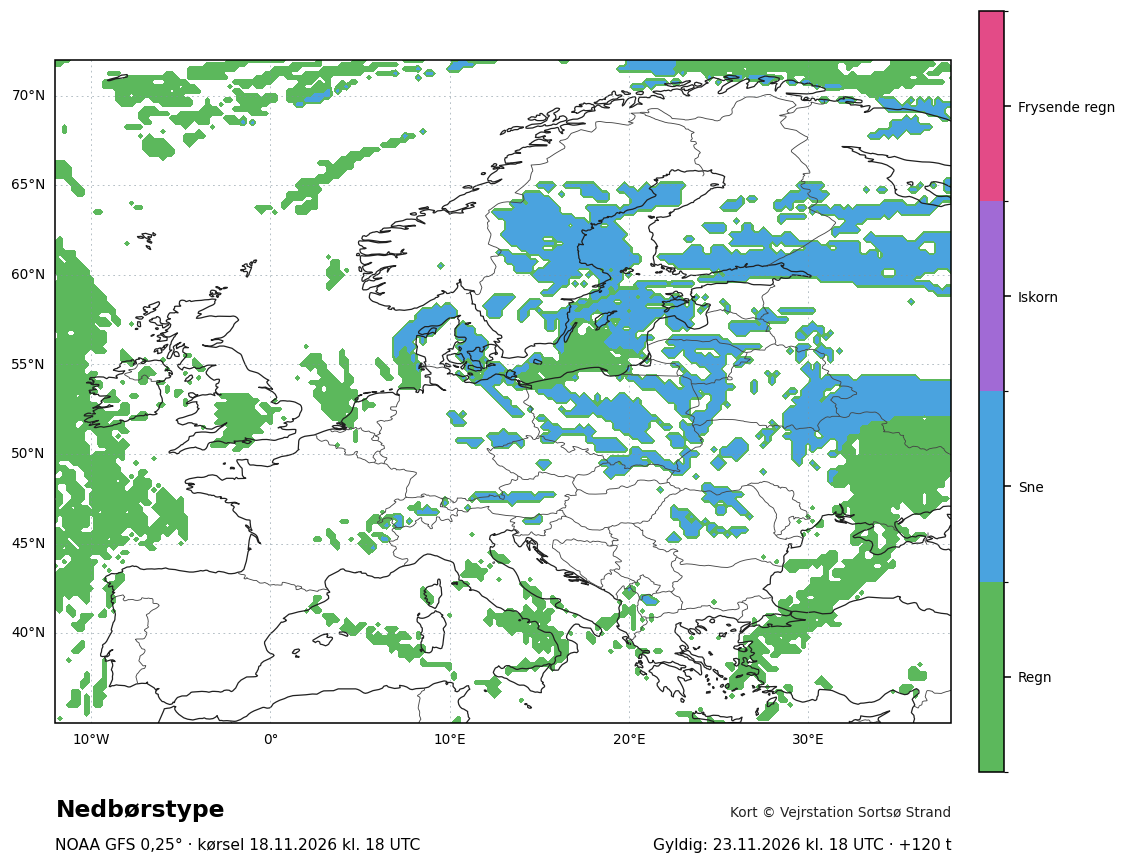 70°N
65°N
60°N
55°N
50°N
45°N
40°N
10°W
0°
10°E
20°E
30°E
Frysende regn
Iskorn
Sne
Regn
Nedbørstype
Kort © Vejrstation Sortsø Strand
NOAA GFS 0,25° · kørsel 18.11.2026 kl. 18 UTC
Gyldig: 23.11.2026 kl. 18 UTC · +120 t